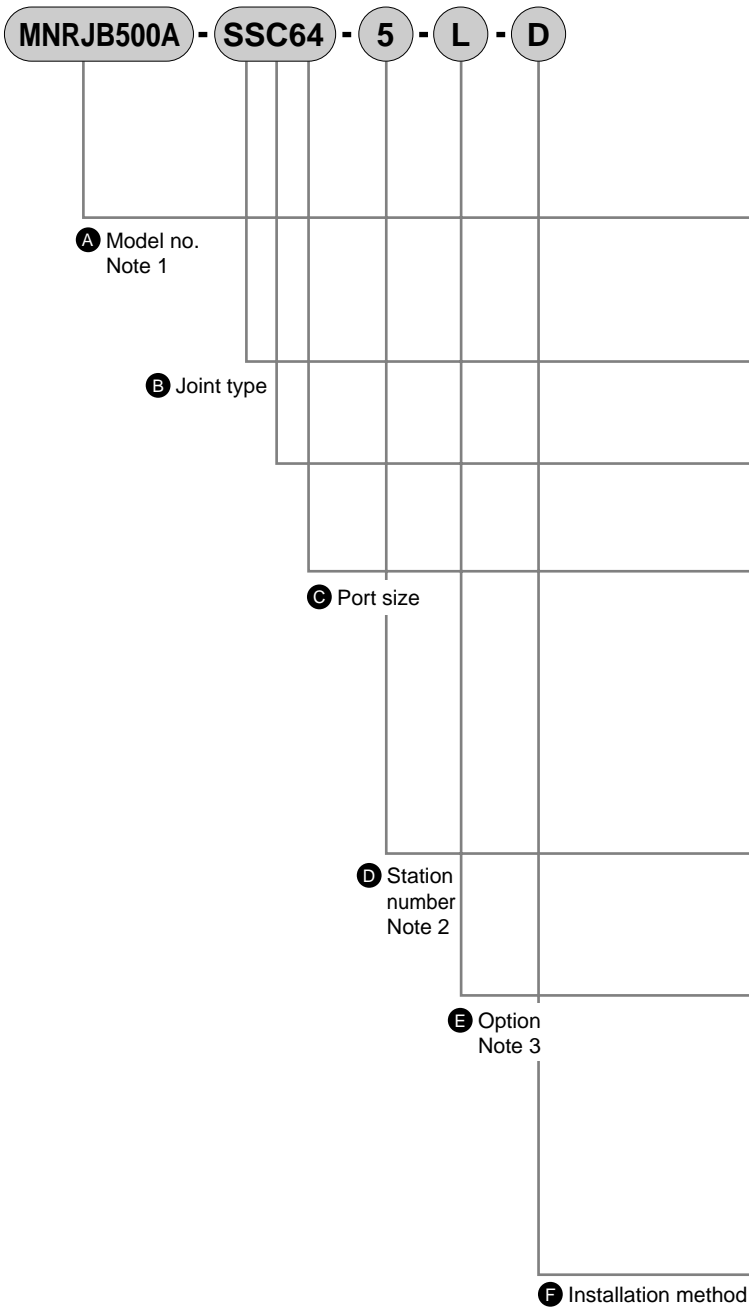 MNRJB500A - SSC64 - 5 - L - D
A Model no.
Note 1
B Joint type
C Port size
D Station
number
Note 2
E Option
Note 3
F Installation method